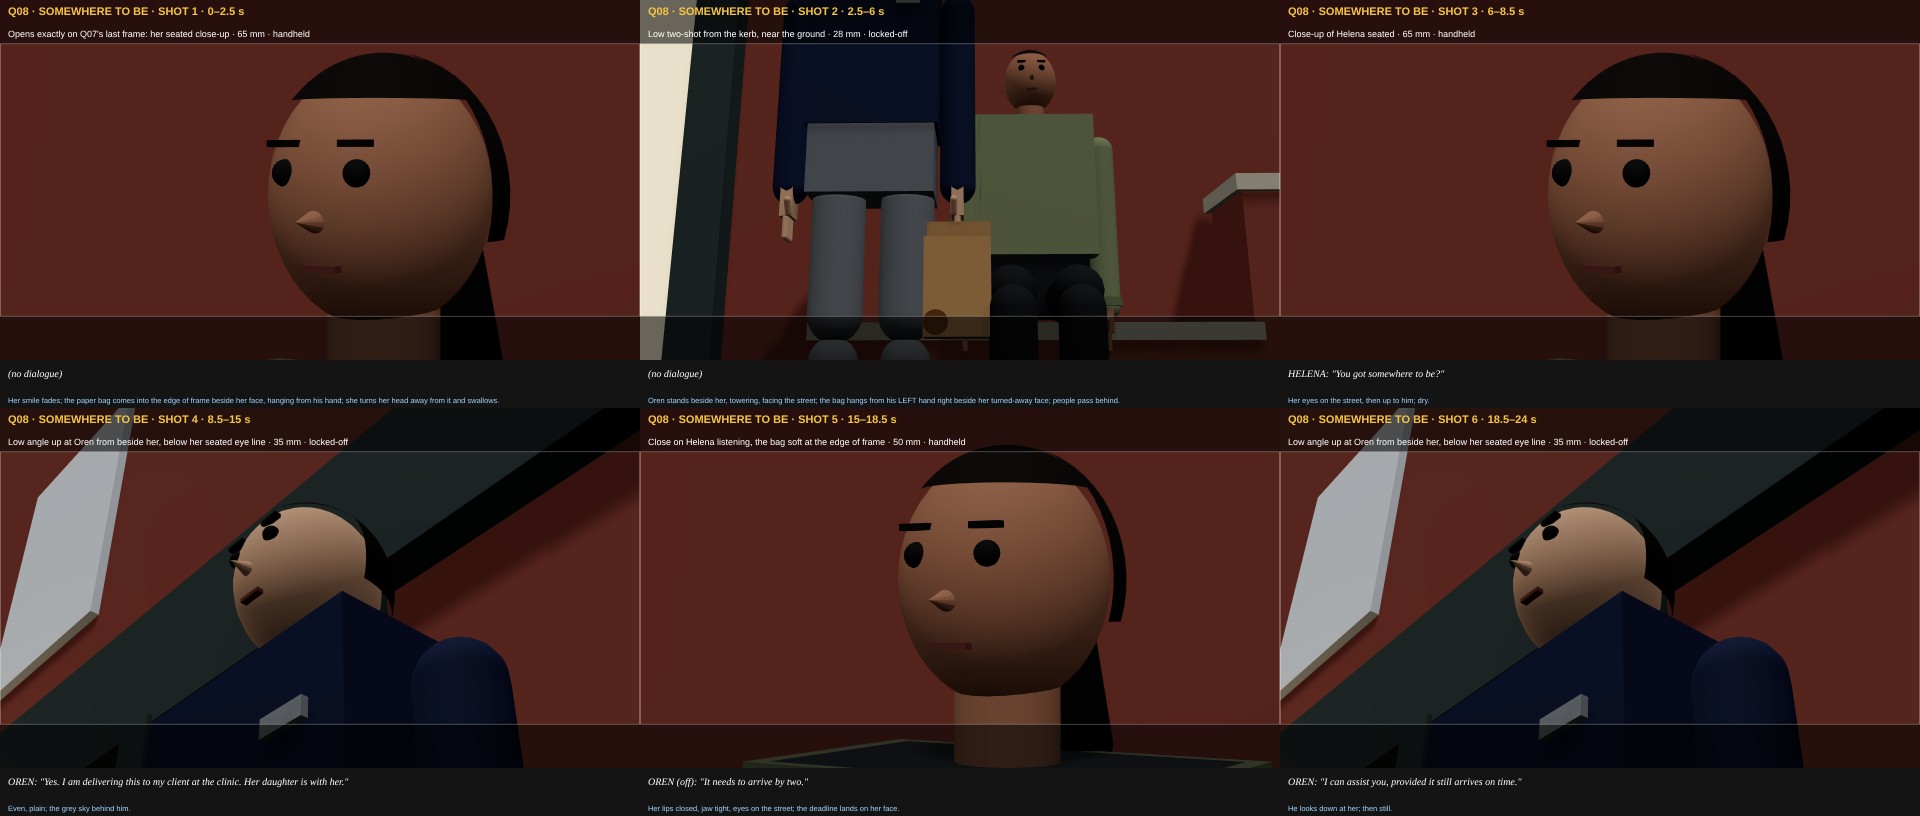 Q08 · SOMEWHERE TO BE · SHOT 1 · 0–2.5 s
Opens exactly on Q07's last frame: her seated close-up · 65 mm · handheld
(no dialogue)
Her smile fades; the paper bag comes into the edge of frame beside her face, hanging from his hand; she turns her head away from it and swallows.
Q08 · SOMEWHERE TO BE · SHOT 2 · 2.5–6 s
Low two-shot from the kerb, near the ground · 28 mm · locked-off
(no dialogue)
Oren stands beside her, towering, facing the street; the bag hangs from his LEFT hand right beside her turned-away face; people pass behind.
Q08 · SOMEWHERE TO BE · SHOT 3 · 6–8.5 s
Close-up of Helena seated · 65 mm · handheld
HELENA: "You got somewhere to be?"
Her eyes on the street, then up to him; dry.
Q08 · SOMEWHERE TO BE · SHOT 4 · 8.5–15 s
Low angle up at Oren from beside her, below her seated eye line · 35 mm · locked-off
OREN: "Yes. I am delivering this to my client at the clinic. Her daughter is with her."
Even, plain; the grey sky behind him.
Q08 · SOMEWHERE TO BE · SHOT 5 · 15–18.5 s
Close on Helena listening, the bag soft at the edge of frame · 50 mm · handheld
OREN (off): "It needs to arrive by two."
Her lips closed, jaw tight, eyes on the street; the deadline lands on her face.
Q08 · SOMEWHERE TO BE · SHOT 6 · 18.5–24 s
Low angle up at Oren from beside her, below her seated eye line · 35 mm · locked-off
OREN: "I can assist you, provided it still arrives on time."
He looks down at her; then still.